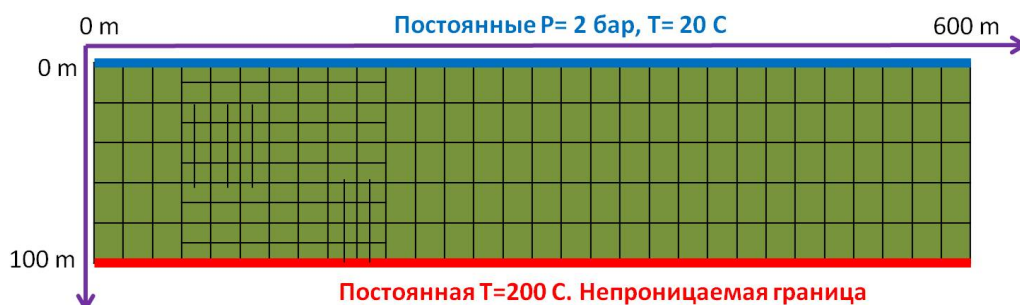 0 m
Постоянные P= 2 бар, T= 20 C
600 m
0 m
100 m
Постоянная T=200 C. Непроницаемая граница